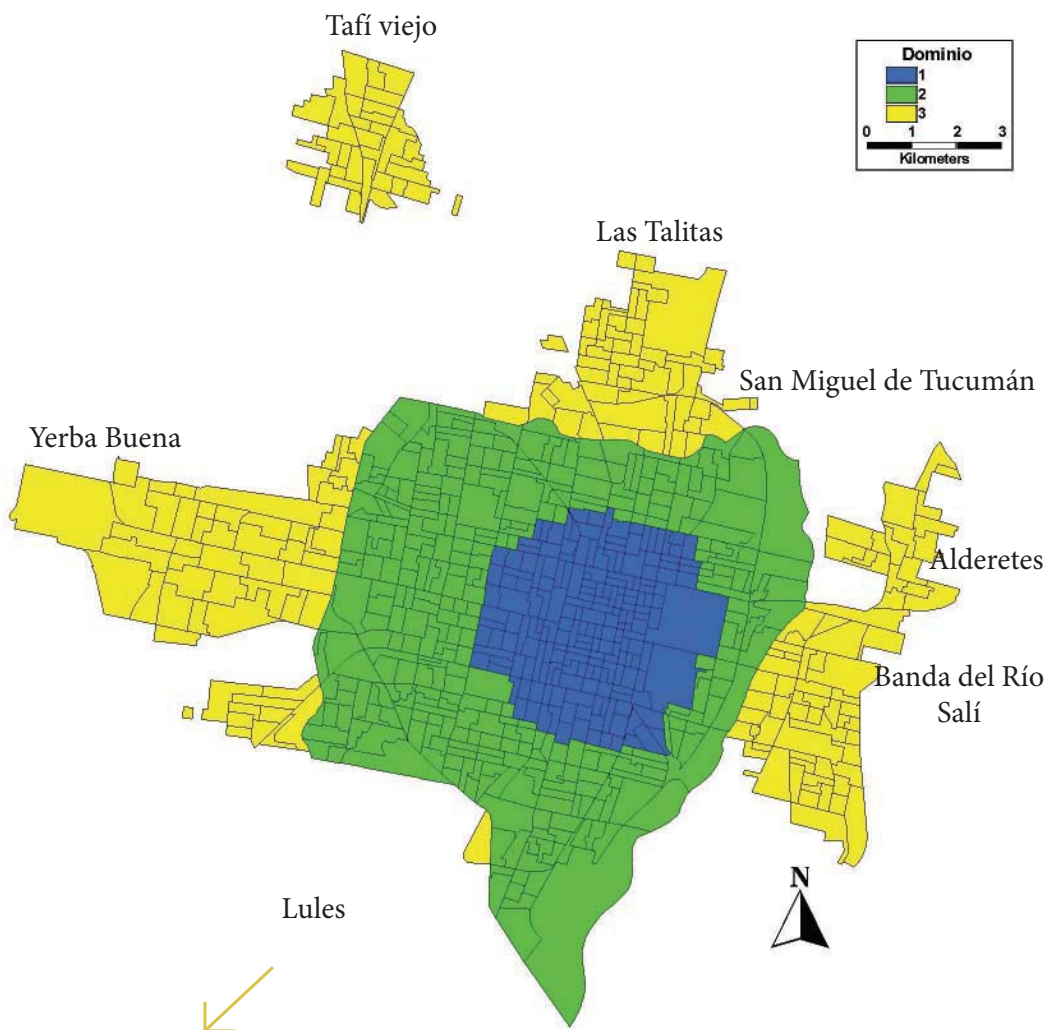 Tafí viejo
Dominio
1
2
3
0 1 2 3
Kilometers
Las Talitas
San Miguel de Tucumán
Yerba Buena
Alderetes
Banda del Río
Salí
N
Lules